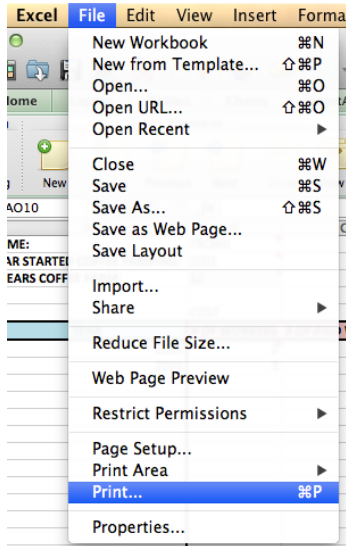 Excel File Edit View Insert Forma
New Workbook ⌘N
New from Template... ⇧⌘P
Open... ⌘O
Open URL... ⇧⌘O
Open Recent ▶
Home
Close ⌘W
New
Save ⌘S
Save As... ⇧⌘S
AO10
Save as Web Page...
ME:
Save Layout
AR STARTED
EARS COFF
Import...
Share ▶
Reduce File Size...
Web Page Preview
Restrict Permissions ▶
Page Setup...
Print Area ▶
Print... ⌘P
Properties...